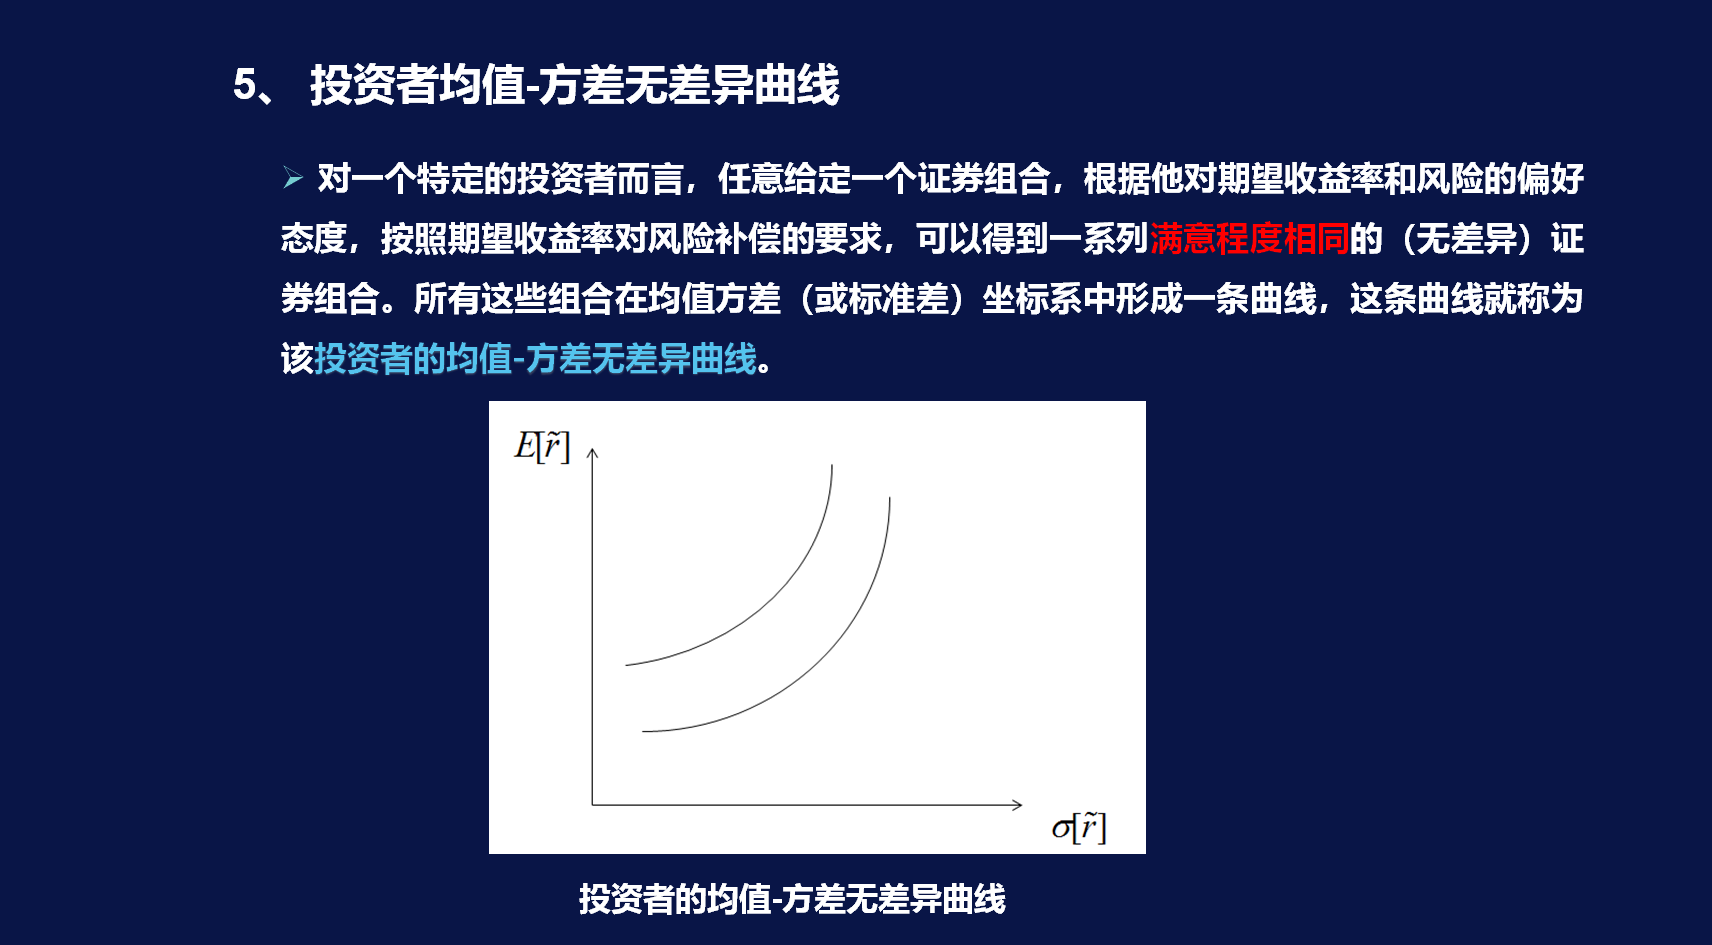 5、 投资者均值-方差无差异曲线
➢ 对一个特定的投资者而言，任意给定一个证券组合，根据他对期望收益率和风险的偏好
态度，按照期望收益率对风险补偿的要求，可以得到一系列满意程度相同的（无差异）证
券组合。所有这些组合在均值方差（或标准差）坐标系中形成一条曲线，这条曲线就称为
该投资者的均值-方差无差异曲线。
E[r̃]
σ[r̃]
投资者的均值-方差无差异曲线